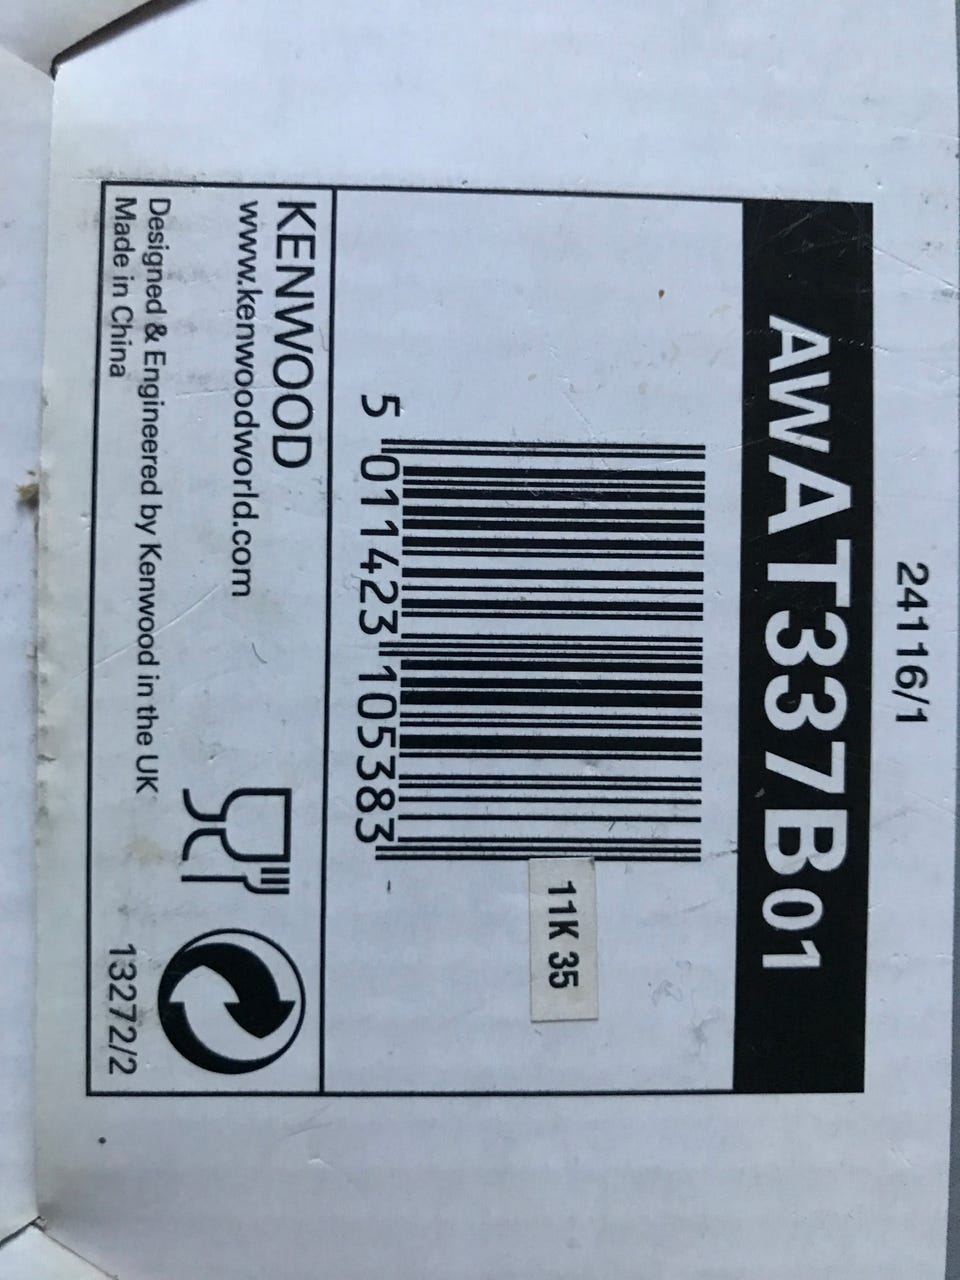 24116/1
AWAT337B01
11K 35
5 011423 105383
KENWOOD
www.kenwoodworld.com
Designed & Engineered by Kenwood in the UK
Made in China
13272/2